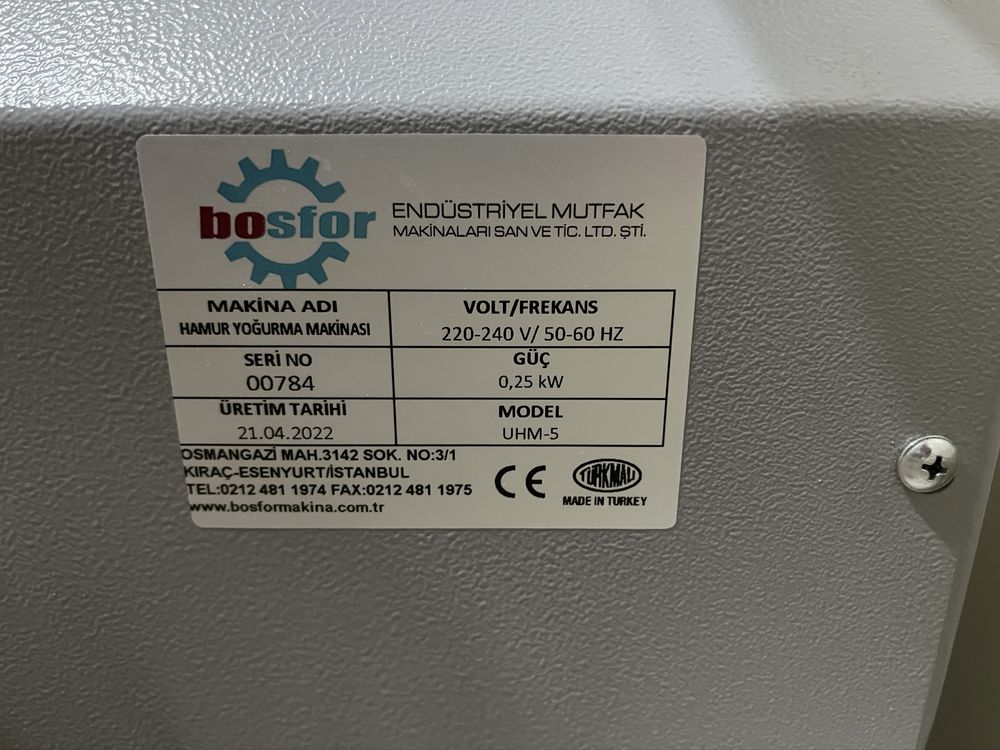 bosfor
ENDÜSTRİYEL MUTFAK
MAKİNALARI SAN VE TİC. LTD. ŞTİ.
MAKİNA ADI
HAMUR YOĞURMA MAKİNASI
VOLT/FREKANS
220-240 V/ 50-60 HZ
SERİ NO
00784
GÜÇ
0,25 kW
ÜRETİM TARİHİ
21.04.2022
MODEL
UHM-5
OSMANGAZİ MAH.3142 SOK. NO:3/1
KIRAÇ-ESENYURT/İSTANBUL
TEL:0212 481 1974 FAX:0212 481 1975
www.bosformakina.com.tr
CE
TURKMALI
MADE IN TURKEY